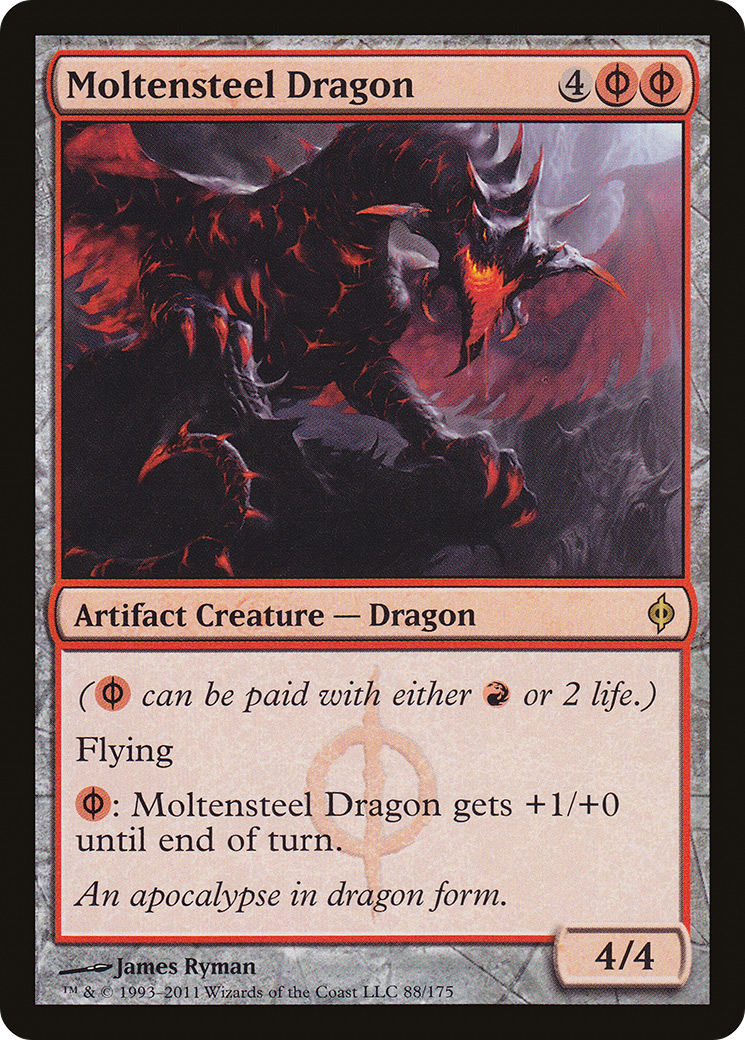 Moltensteel Dragon 4
Artifact Creature — Dragon
( can be paid with either or 2 life.)
Flying
: Moltensteel Dragon gets +1/+0
until end of turn.
An apocalypse in dragon form.
4/4
James Ryman
™ & © 1993–2011 Wizards of the Coast LLC 88/175